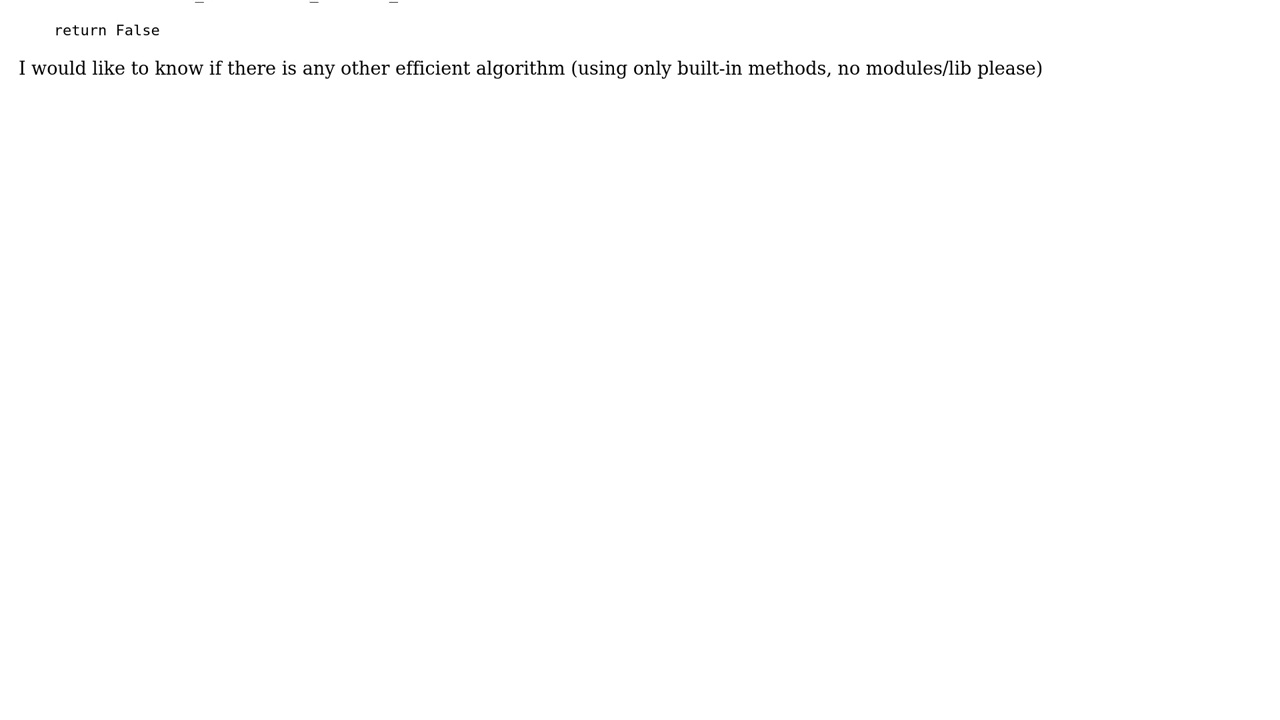 return False
I would like to know if there is any other efficient algorithm (using only built-in methods, no modules/lib please)